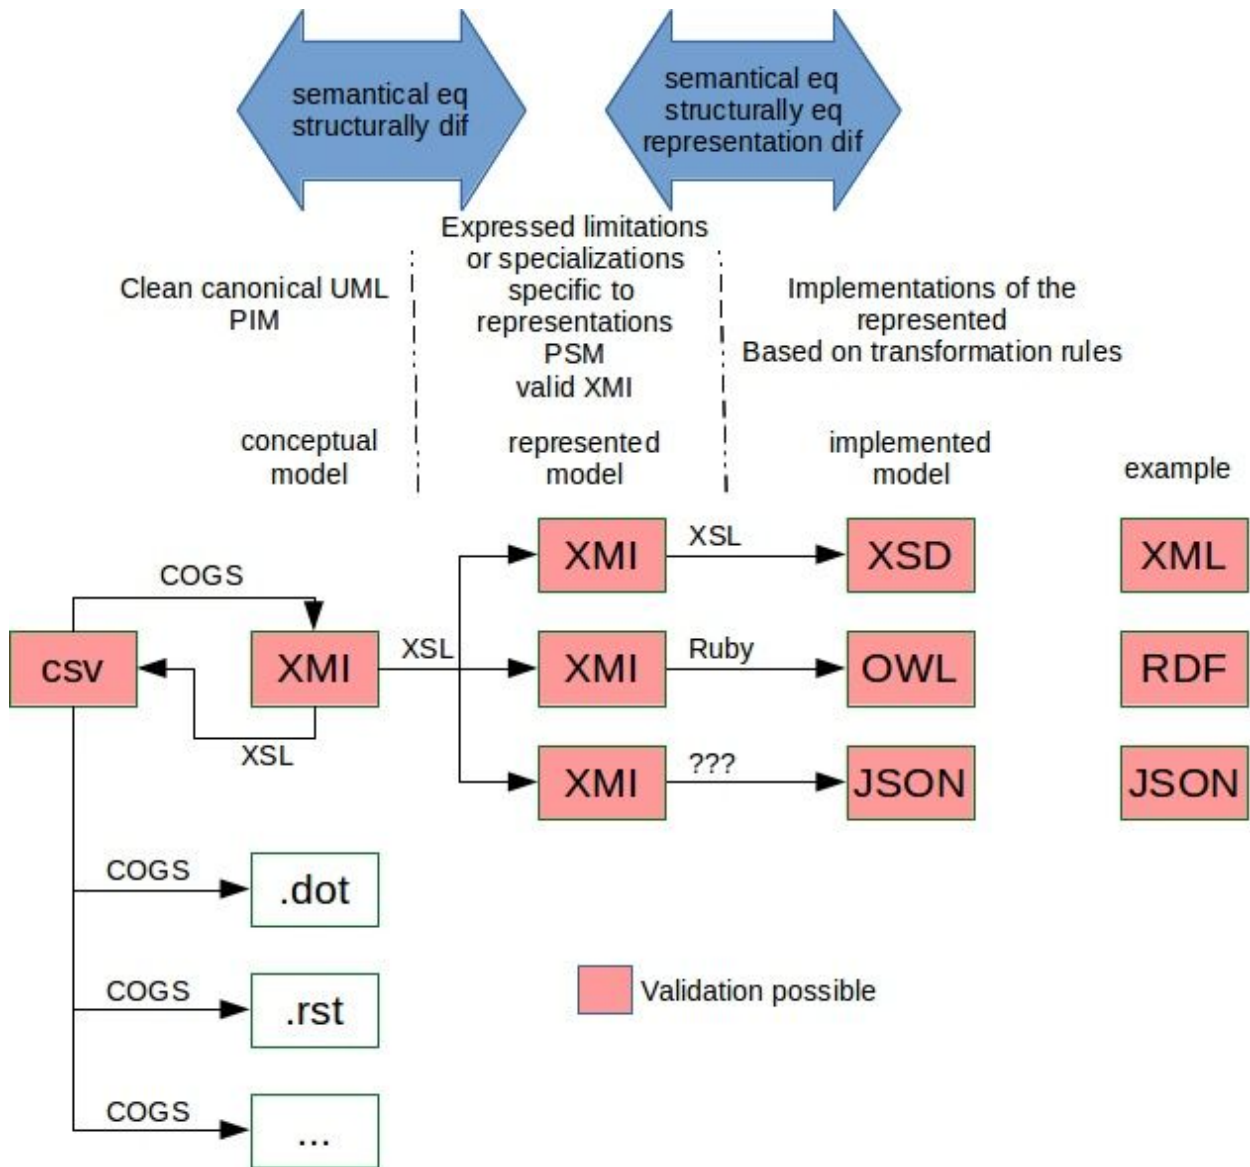 semantical eq
structurally dif
semantical eq
structurally eq
representation dif
Clean canonical UML
PIM
Expressed limitations
or specializations
specific to
representations
PSM
valid XMI
Implementations of the
represented
Based on transformation rules
conceptual
model
represented
model
implemented
model
example
COGS
csv
XMI
XSL
XSL
XMI
XSL
XSD
XML
XMI
Ruby
OWL
RDF
XMI
???
JSON
JSON
COGS
.dot
COGS
.rst
COGS
...
Validation possible